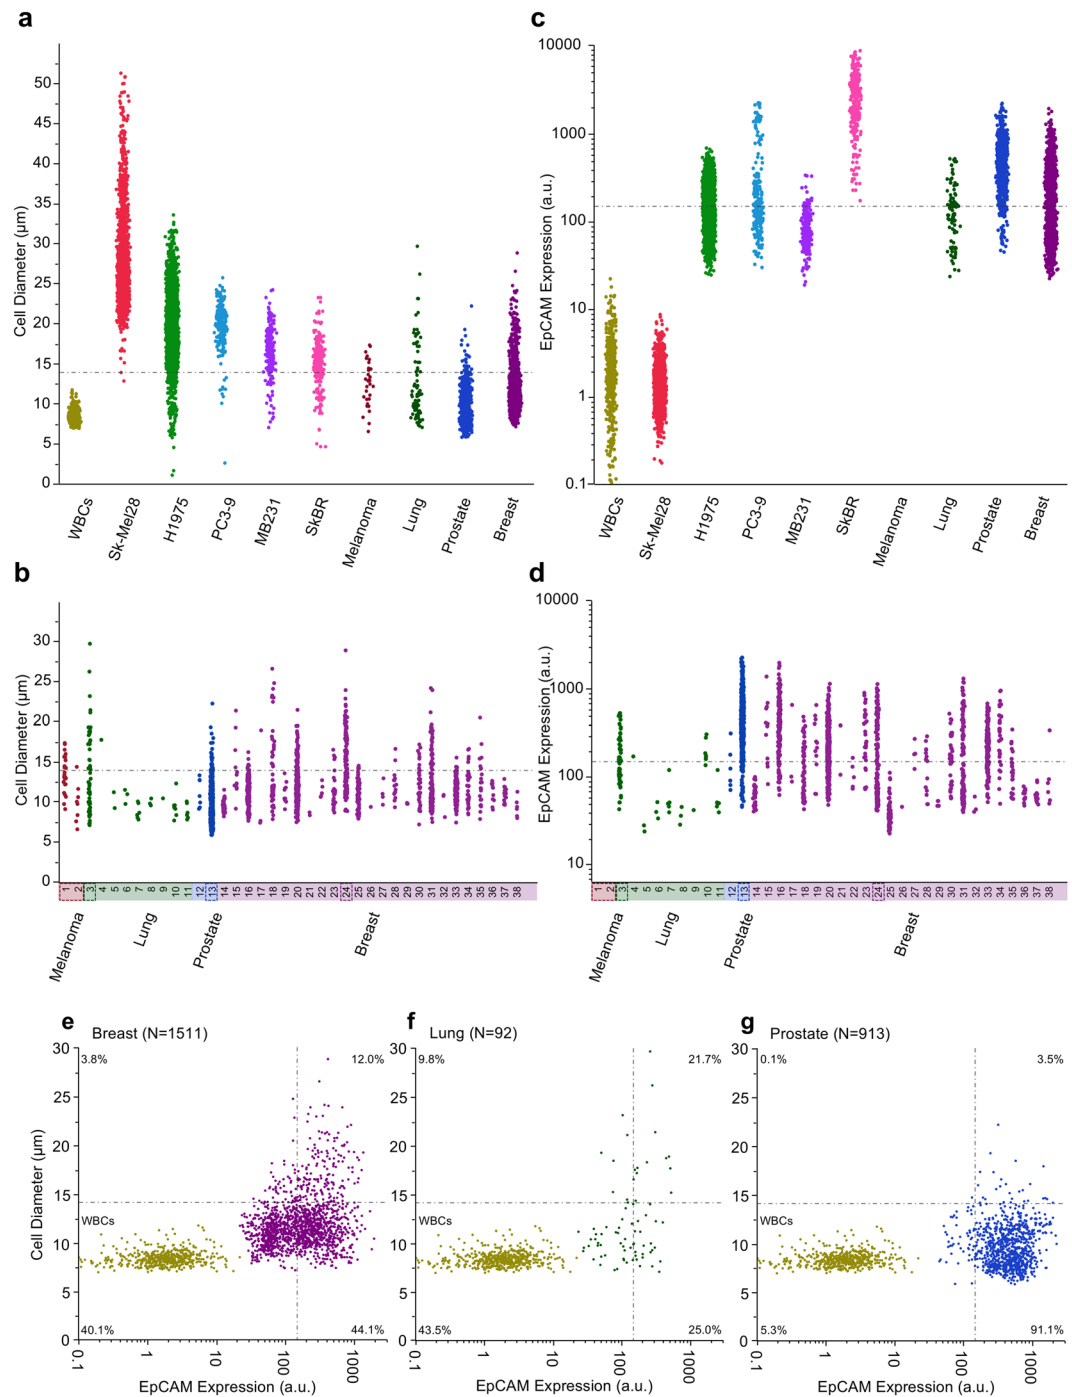 a
Cell Diameter (µm)
50
45
40
35
30
25
20
15
10
5
0
WBCs
Sk-Mel28
H1975
PC3-9
MB231
SkBR
Melanoma
Lung
Prostate
Breast
c
EpCAM Expression (a.u.)
10000
1000
100
10
1
0.1
WBCs
Sk-Mel28
H1975
PC3-9
MB231
SkBR
Melanoma
Lung
Prostate
Breast
b
Cell Diameter (µm)
30
25
20
15
10
5
0
1 2 3 4 5 6 7 8 9 10 11 12 13 14 15 16 17 18 19 20 21 22 23 24 25 26 27 28 29 30 31 32 33 34 35 36 37 38
Melanoma
Lung
Prostate
Breast
d
EpCAM Expression (a.u.)
10000
1000
100
10
1 2 3 4 5 6 7 8 9 10 11 12 13 14 15 16 17 18 19 20 21 22 23 24 25 26 27 28 29 30 31 32 33 34 35 36 37 38
Melanoma
Lung
Prostate
Breast
e
Breast (N=1511)
Cell Diameter (µm)
30
25
20
15
10
5
0
3.8%
12.0%
WBCs
40.1%
44.1%
0.1
1
10
100
1000
EpCAM Expression (a.u.)
f
Lung (N=92)
30
25
20
15
10
5
0
9.8%
21.7%
WBCs
43.5%
25.0%
0.1
1
10
100
1000
EpCAM Expression (a.u.)
g
Prostate (N=913)
30
25
20
15
10
5
0
0.1%
3.5%
WBCs
5.3%
91.1%
0.1
1
10
100
1000
EpCAM Expression (a.u.)